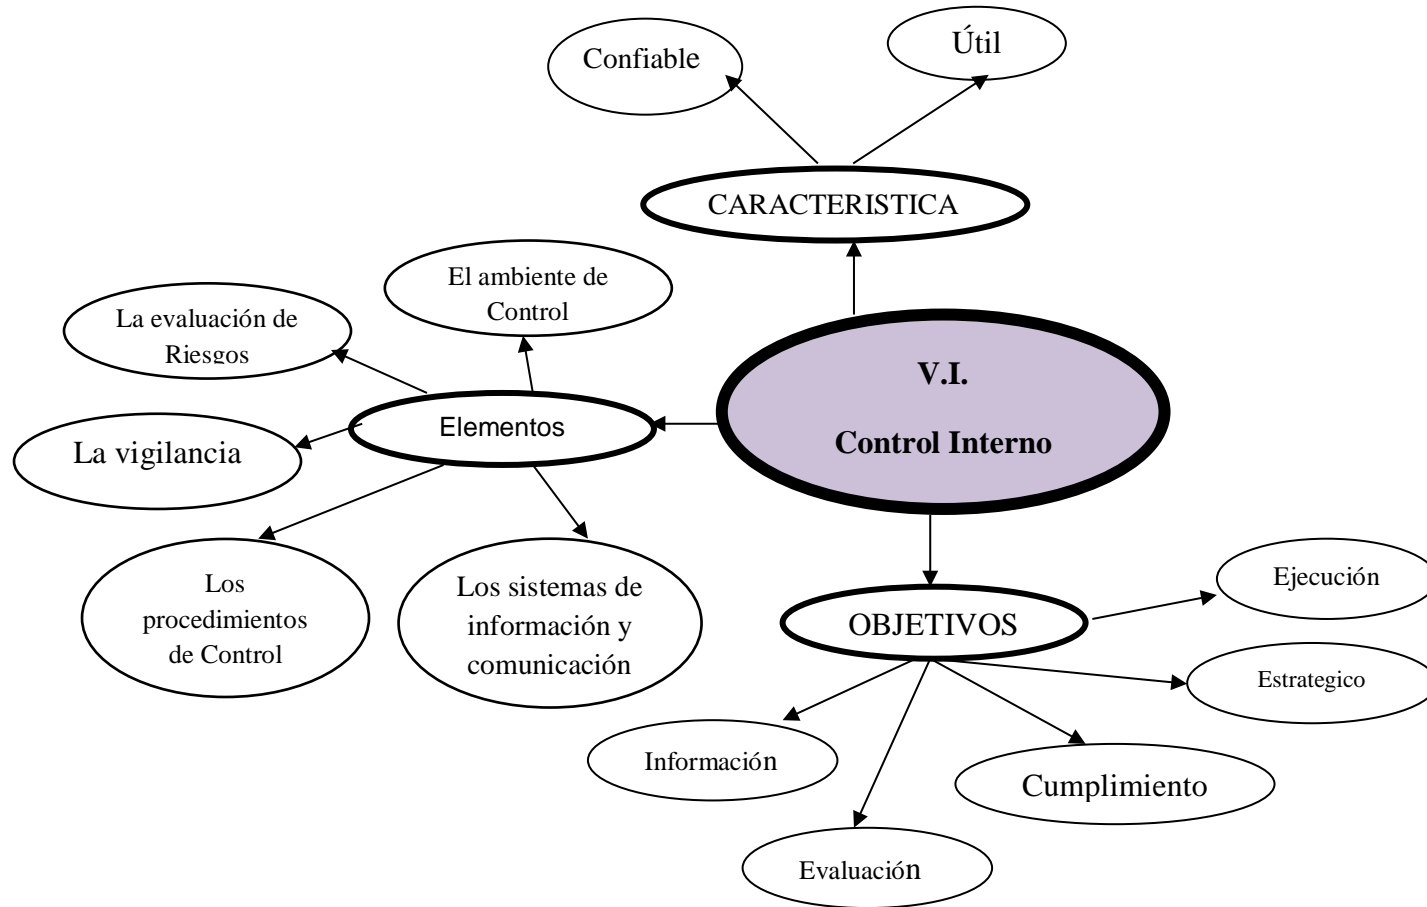 Confiable
Útil
CARACTERISTICA
El ambiente de
Control
La evaluación de
Riesgos
V.I.
Control Interno
Elementos
La vigilancia
Los
procedimientos
de Control
Los sistemas de
información y
comunicación
Ejecución
OBJETIVOS
Estrategico
Información
Cumplimiento
Evaluación